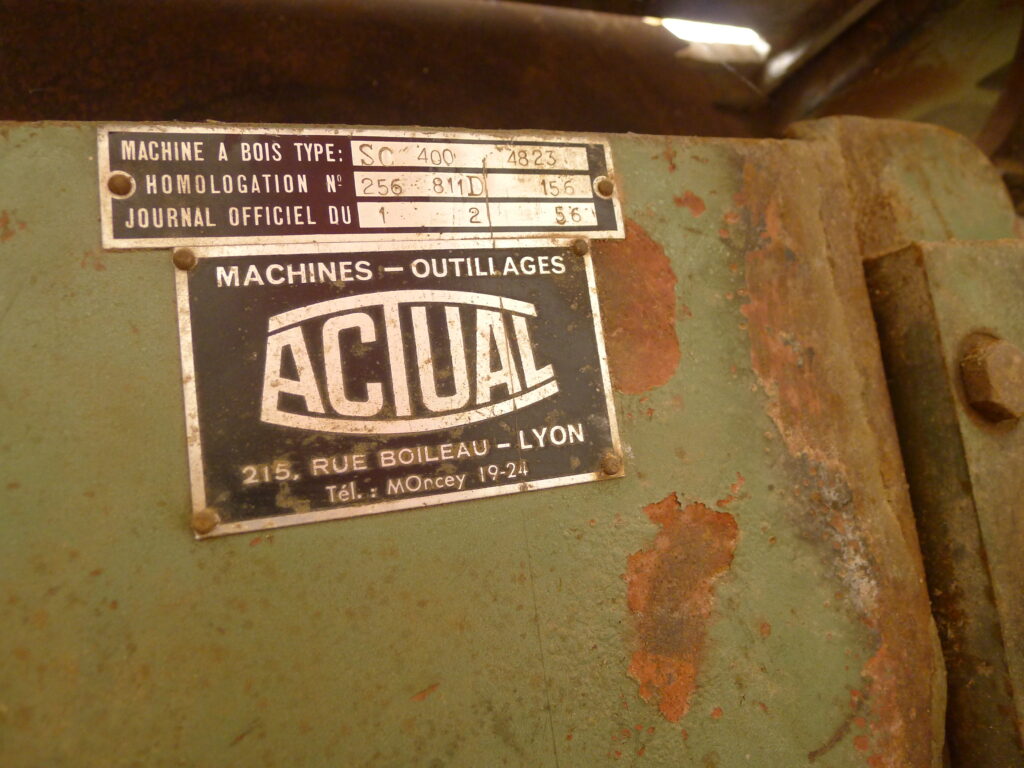 MACHINE A BOIS TYPE: SC 400 4823
HOMOLOGATION Nº 256 811D 156
JOURNAL OFFICIEL DU 1 2 56
MACHINES - OUTILLAGES
ACTUAL
215, RUE BOILEAU - LYON
Tél. : MOncey 19-24